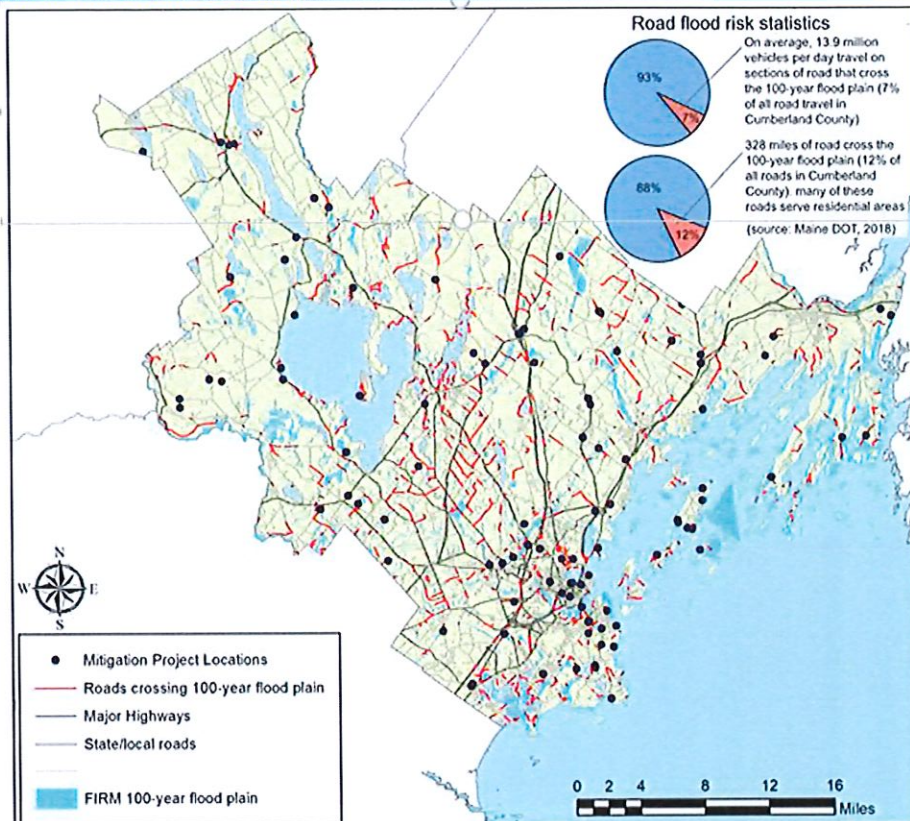 Road flood risk statistics
93%
7%
On average, 13.9 million
vehicles per day travel on
sections of road that cross
the 100-year flood plain (7%
of all road travel in
Cumberland County)
88%
12%
328 miles of road cross the
100-year flood plain (12% of
all roads in Cumberland
County). many of these
roads serve residential areas
(source: Maine DOT, 2018)
N
W
E
S
Mitigation Project Locations
Roads crossing 100-year flood plain
Major Highways
State/local roads
FIRM 100-year flood plain
0 2 4 8 12 16
Miles